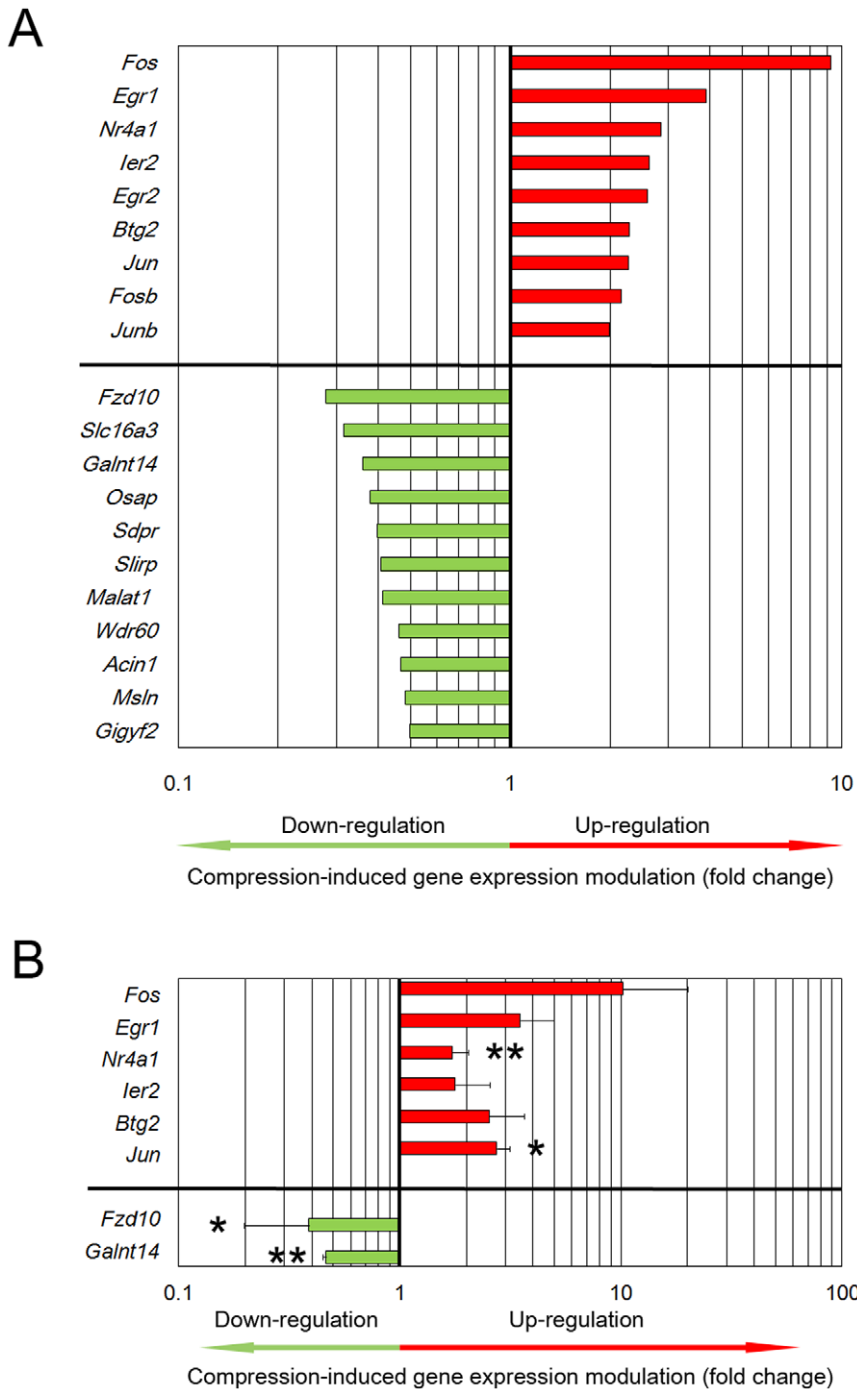 A
Fos
Egr1
Nr4a1
Ier2
Egr2
Btg2
Jun
Fosb
Junb
Fzd10
Slc16a3
Galnt14
Osap
Sdpr
Slirp
Malat1
Wdr60
Acin1
Msln
Gigyf2
0.1 1 10
Down-regulation Up-regulation
Compression-induced gene expression modulation (fold change)
B
Fos
Egr1
Nr4a1 **
Ier2
Btg2
Jun *
Fzd10 *
Galnt14 **
0.1 1 10 100
Down-regulation Up-regulation
Compression-induced gene expression modulation (fold change)